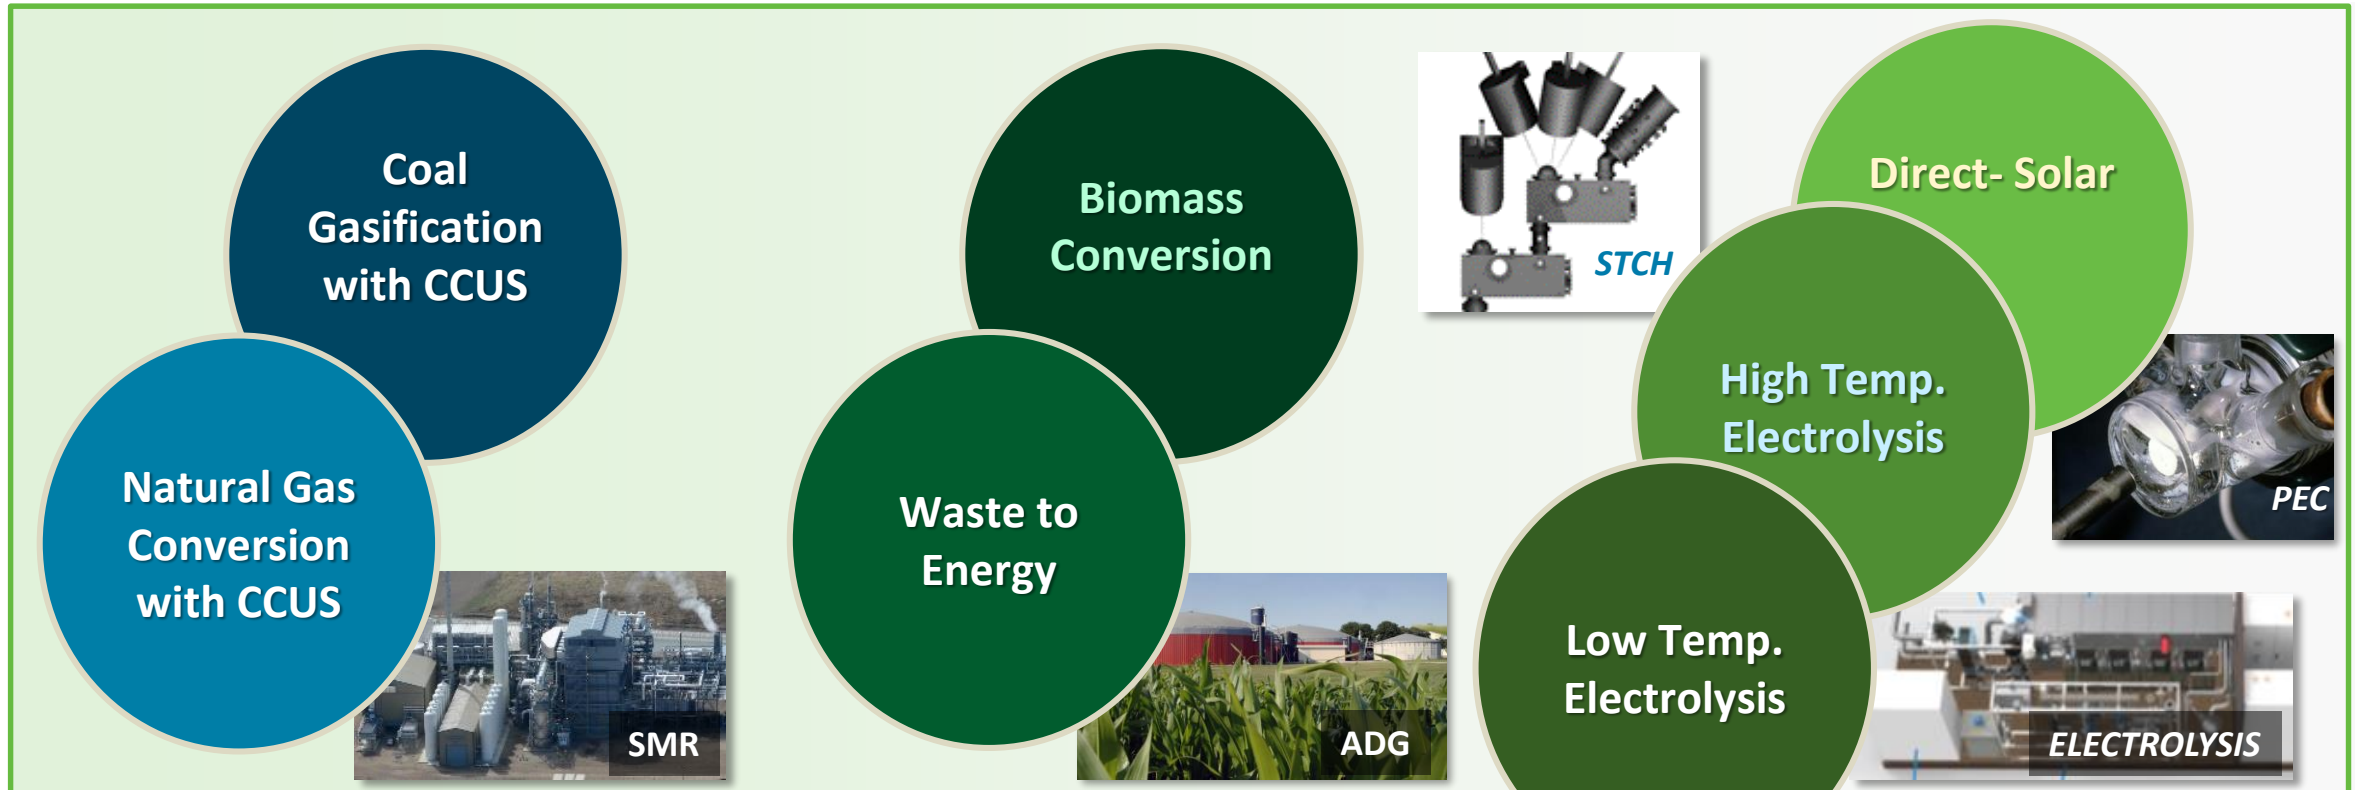 Coal
Gasification
with CCUS
Natural Gas
Conversion
with CCUS
SMR
Biomass
Conversion
Waste to
Energy
ADG
STCH
Direct- Solar
High Temp.
Electrolysis
PEC
Low Temp.
Electrolysis
ELECTROLYSIS